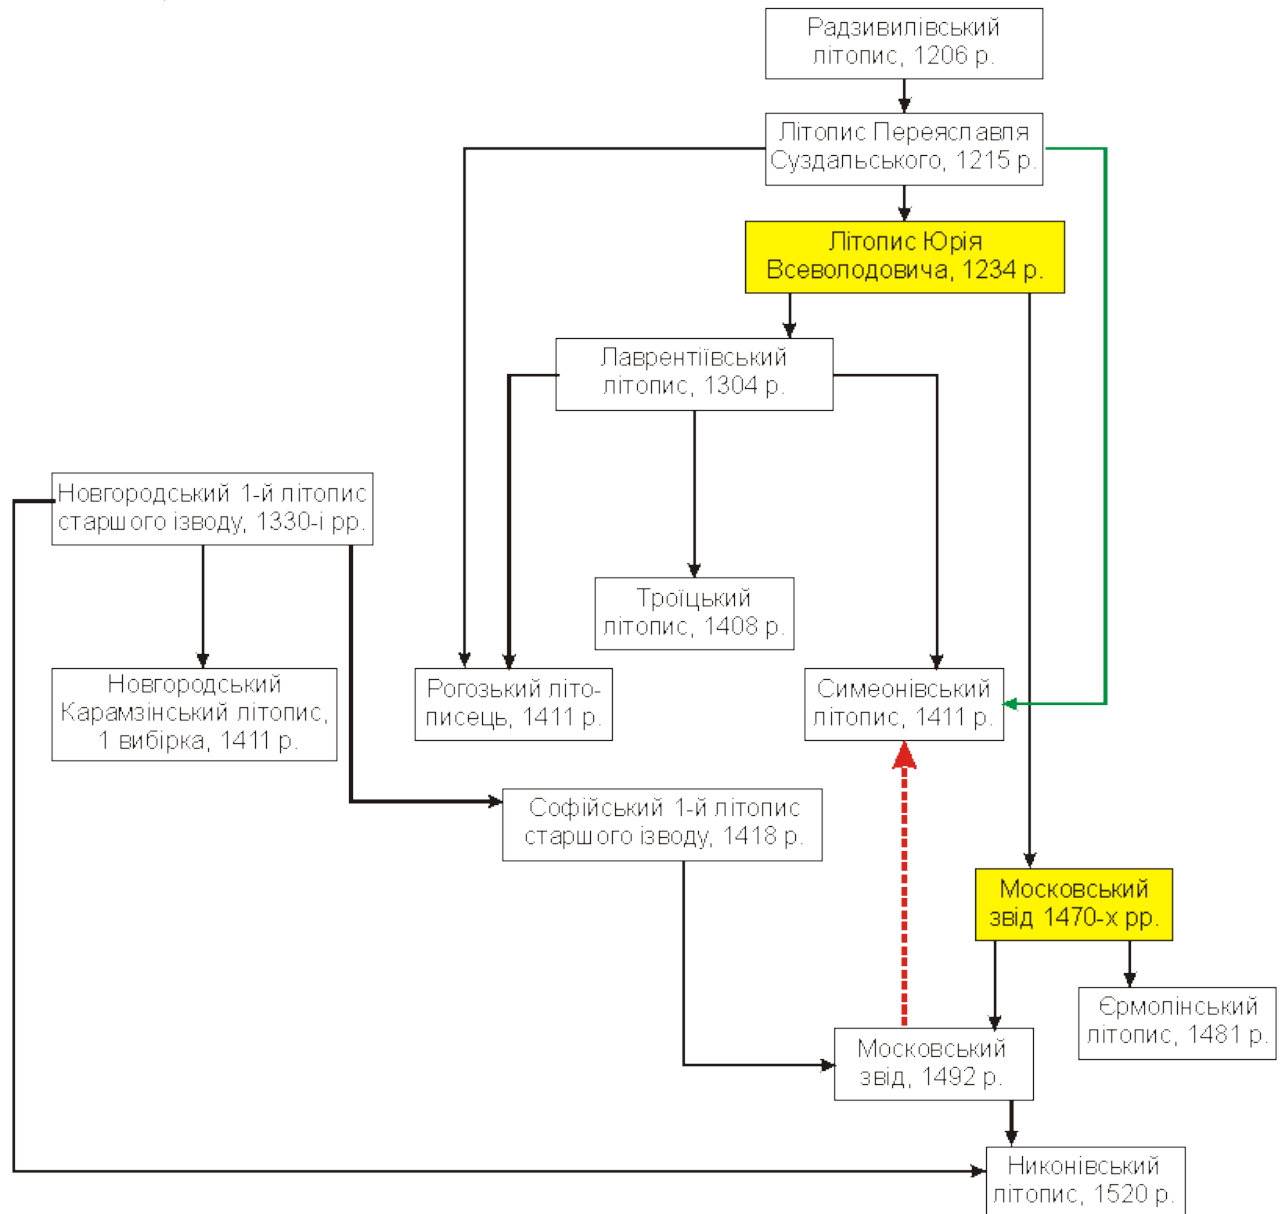 Радзивилівський
літопис, 1206 р.
Літопис Переяславля
Суздальського, 1215 р.
Літопис Юрія
Всеволодовича, 1234 р.
Лаврентіївський
літопис, 1304 р.
Новгородський 1-й літопис
старшого ізводу, 1330-і рр.
Троїцький
літопис, 1408 р.
Новгородський
Карамзінський літопис,
1 вибірка, 1411 р.
Рогозький літо-
писець, 1411 р.
Симеонівський
літопис, 1411 р.
Софійський 1-й літопис
старшого ізводу, 1418 р.
Московський
звід 1470-х рр.
Єрмолінський
літопис, 1481 р.
Московський
звід, 1492 р.
Никонівський
літопис, 1520 р.